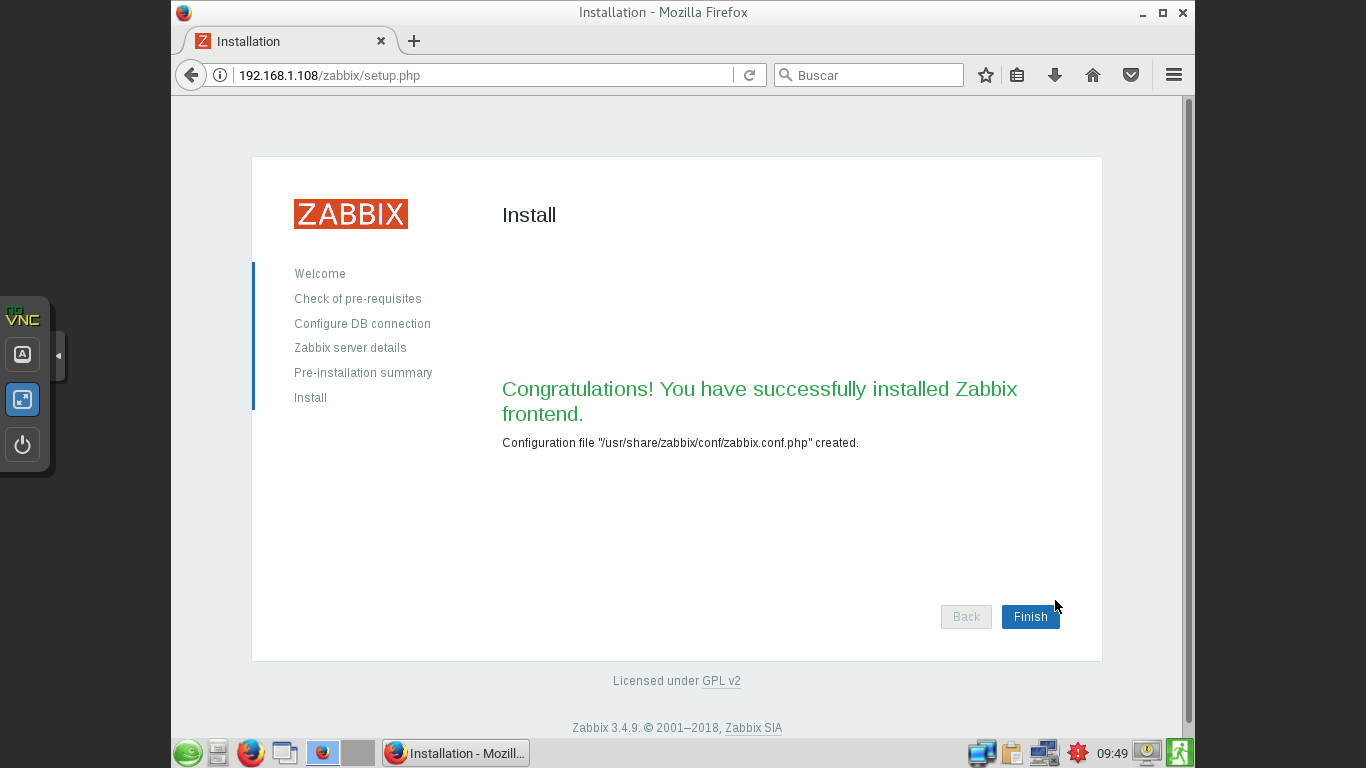 Installation - Mozilla Firefox
Installation
192.168.1.108/zabbix/setup.php
Buscar
ZABBIX
Install
Welcome
Check of pre-requisites
Configure DB connection
Zabbix server details
Pre-installation summary
Install
Congratulations! You have successfully installed Zabbix
frontend.
Configuration file "/usr/share/zabbix/conf/zabbix.conf.php" created.
Back
Finish
Licensed under GPL v2
Zabbix 3.4.9. © 2001–2018, Zabbix SIA
no
VNC
A
Z
Installation - Mozill...
09:49